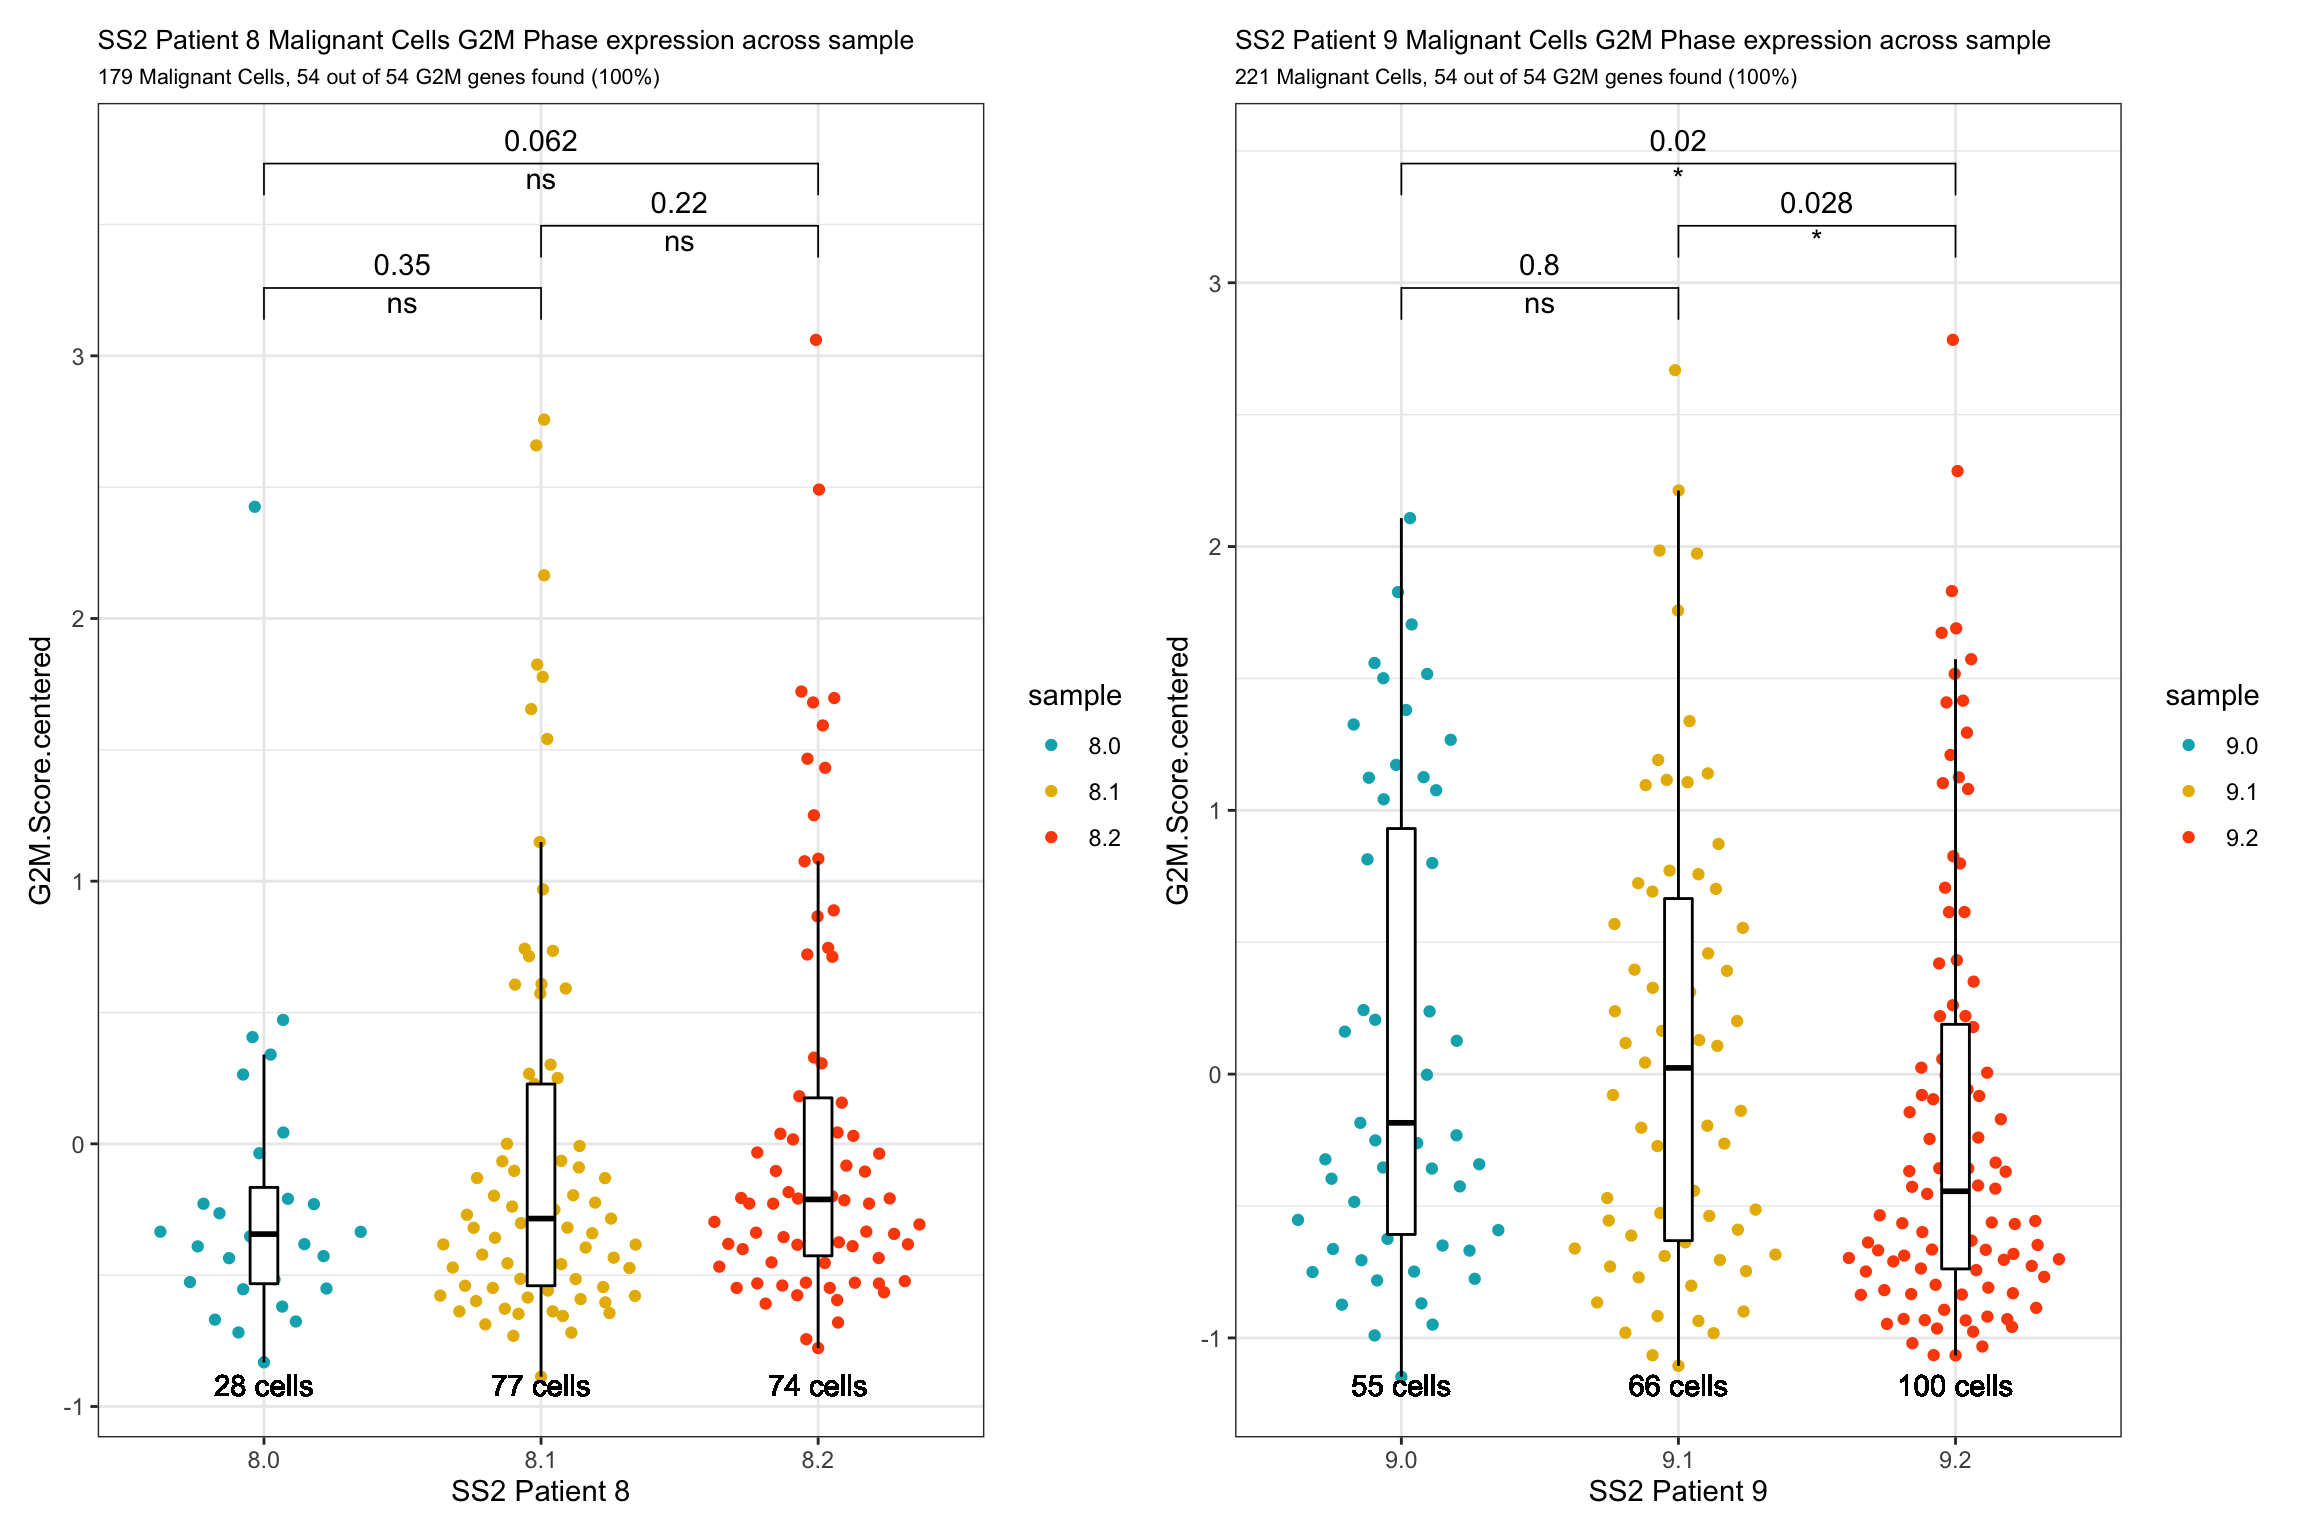 SS2 Patient 8 Malignant Cells G2M Phase expression across sample
179 Malignant Cells, 54 out of 54 G2M genes found (100%)
0.062
ns
0.22
ns
0.35
ns
3
2
1
0
-1
G2M.Score.centered
28 cells
77 cells
74 cells
8.0
8.1
8.2
SS2 Patient 8
sample
8.0
8.1
8.2
SS2 Patient 9 Malignant Cells G2M Phase expression across sample
221 Malignant Cells, 54 out of 54 G2M genes found (100%)
0.02
*
0.028
*
0.8
ns
3
2
1
0
-1
G2M.Score.centered
55 cells
66 cells
100 cells
9.0
9.1
9.2
SS2 Patient 9
sample
9.0
9.1
9.2